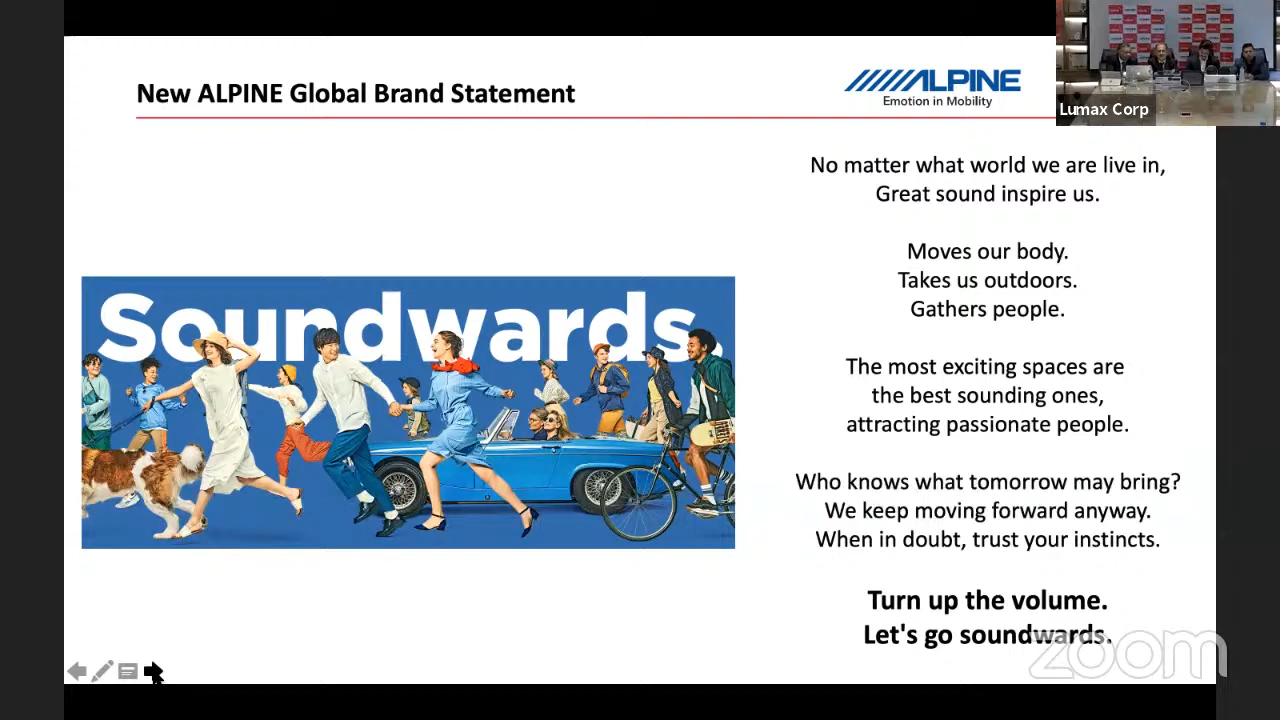 New ALPINE Global Brand Statement
ALPINE
Emotion in Mobility
Lumax Corp
No matter what world we are live in,
Great sound inspire us.
Moves our body.
Takes us outdoors.
Gathers people.
Soundwards.
The most exciting spaces are
the best sounding ones,
attracting passionate people.
Who knows what tomorrow may bring?
We keep moving forward anyway.
When in doubt, trust your instincts.
Turn up the volume.
Let's go soundwards.
zoom